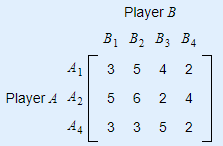 Player B
B₁ B₂ B₃ B₄
A₁ 3 5 4 2
Player A A₂ 5 6 2 4
A₄ 3 3 5 2